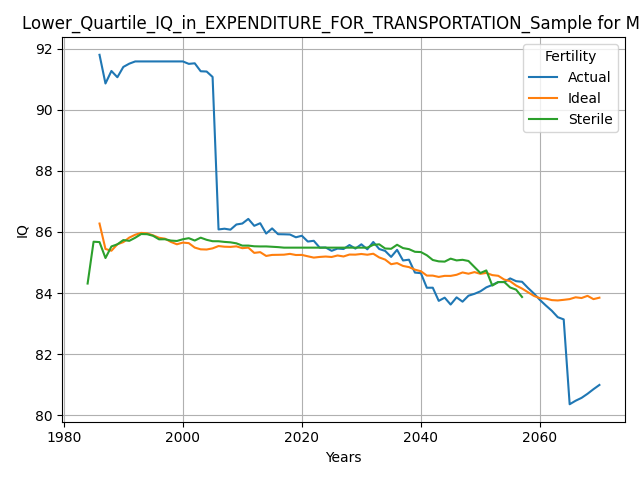 Lower_Quartile_IQ_in_EXPENDITURE_FOR_TRANSPORTATION_Sample for M
92
90
88
86
84
82
80
IQ
Fertility
Actual
Ideal
Sterile
1980
2000
2020
2040
2060
Years